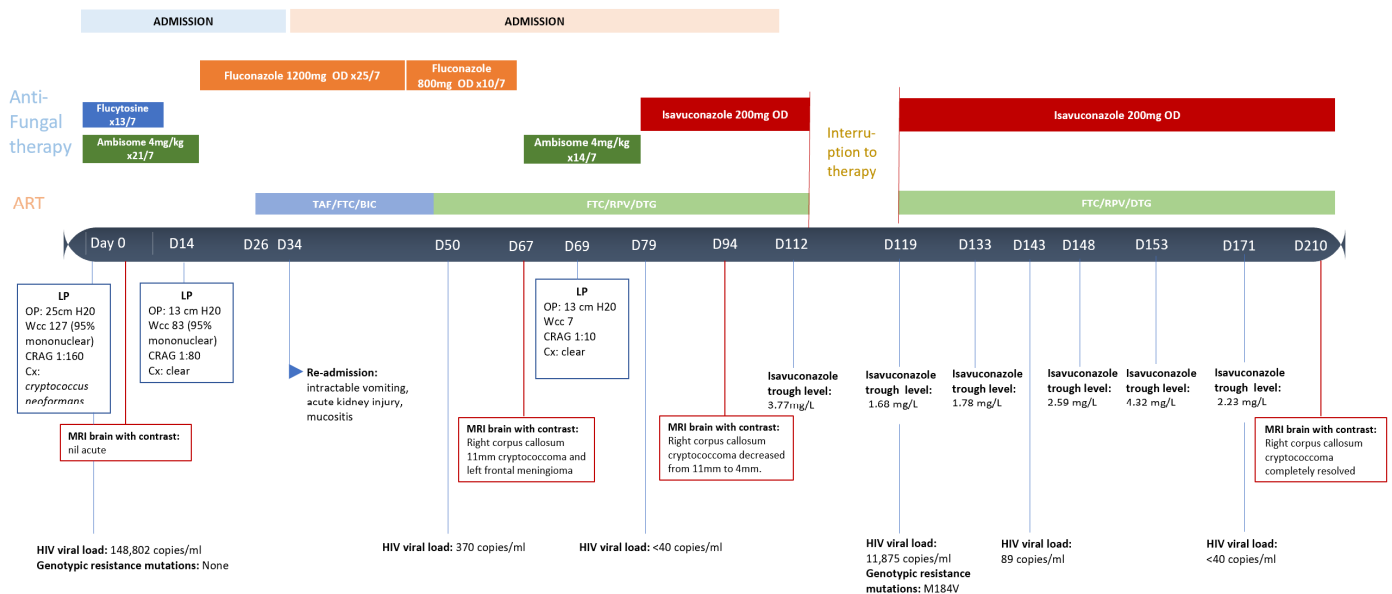 ADMISSION
ADMISSION
Anti-
Fungal
therapy
Fluconazole 1200mg OD x25/7
Fluconazole
800mg OD x10/7
Flucytosine
x13/7
Ambisome 4mg/kg
x21/7
Ambisome 4mg/kg
x14/7
Isavuconazole 200mg OD
Interru-
ption to
therapy
Isavuconazole 200mg OD
ART
TAF/FTC/BIC
FTC/RPV/DTG
FTC/RPV/DTG
Day 0
D14
D26
D34
D50
D67
D69
D79
D94
D112
D119
D133
D143
D148
D153
D171
D210
LP
OP: 25cm H20
Wcc 127 (95%
mononuclear)
CRAG 1:160
Cx:
cryptococcus
neoformans
LP
OP: 13 cm H20
Wcc 83 (95%
mononuclear)
CRAG 1:80
Cx: clear
LP
OP: 13 cm H20
Wcc 7
CRAG 1:10
Cx: clear
Re-admission:
intractable vomiting,
acute kidney injury,
mucositis
Isavuconazole
trough level:
3.77mg/L
Isavuconazole
trough level:
1.68 mg/L
Isavuconazole
trough level:
1.78 mg/L
Isavuconazole
trough level:
2.59 mg/L
Isavuconazole
trough level:
4.32 mg/L
Isavuconazole
trough level:
2.23 mg/L
MRI brain with contrast:
nil acute
MRI brain with contrast:
Right corpus callosum
11mm cryptococcoma and
left frontal meningioma
MRI brain with contrast:
Right corpus callosum
cryptococcoma decreased
from 11mm to 4mm.
MRI brain with contrast:
Right corpus callosum
cryptococcoma
completely resolved
HIV viral load: 148,802 copies/ml
Genotypic resistance mutations: None
HIV viral load: 370 copies/ml
HIV viral load: <40 copies/ml
HIV viral load:
11,875 copies/ml
Genotypic resistance
mutations: M184V
HIV viral load:
89 copies/ml
HIV viral load:
<40 copies/ml